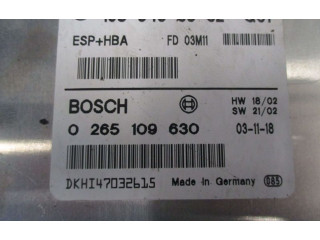 ESP+HBA FD 03M11
BOSCH HW 18/02
SW 21/02
0 265 109 630 03-11-18
DKHI47032615 Made in Germany